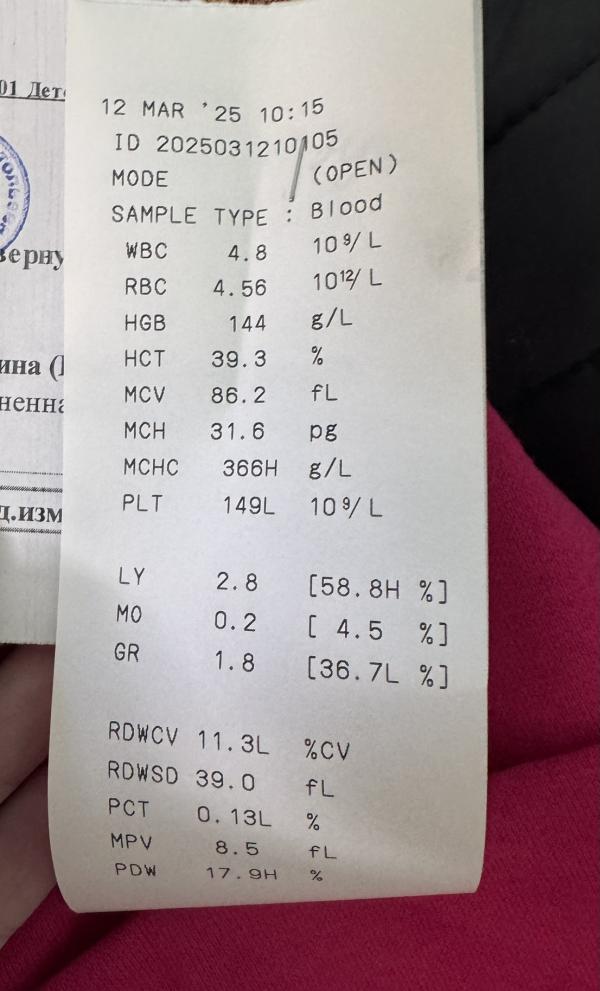 01 Дет
12 MAR '25 10:15
ID 2025031210105
MODE (OPEN)
SAMPLE TYPE : Blood
WBC 4.8 10⁹/L
RBC 4.56 10¹²/L
HGB 144 g/L
HCT 39.3 %
MCV 86.2 fL
MCH 31.6 pg
MCHC 366H g/L
PLT 149L 10⁹/L
LY 2.8 [58.8H %]
MO 0.2 [ 4.5 %]
GR 1.8 [36.7L %]
RDWCV 11.3L %CV
RDWSD 39.0 fL
PCT 0.13L %
MPV 8.5 fL
PDW 17.9H %
верну
ина (
ненна
д.изм